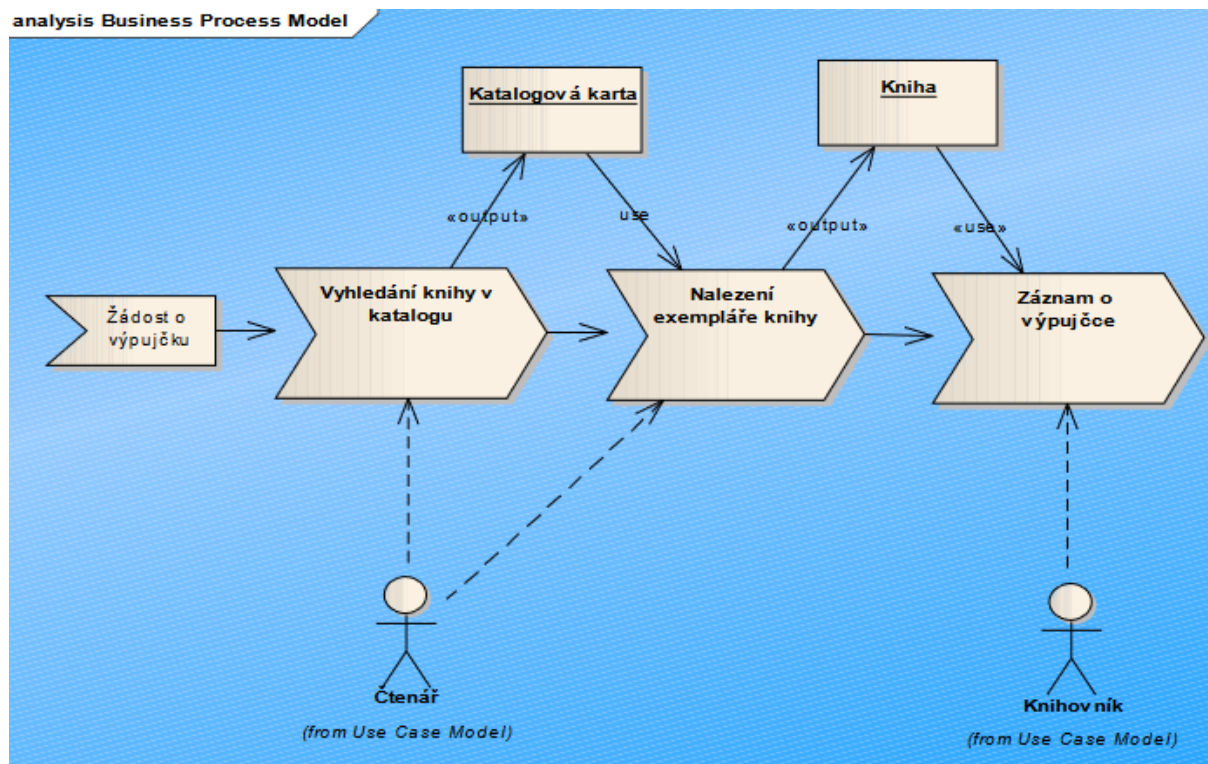 analysis Business Process Model
Katalogová karta
Kniha
«output»
use
«output»
«use»
Žádost o
výpujčku
Vyhledání knihy v
katalogu
Nalezení
exempláře knihy
Záznam o
výpujčce
Čtenář
(from Use Case Model)
Knihovník
(from Use Case Model)